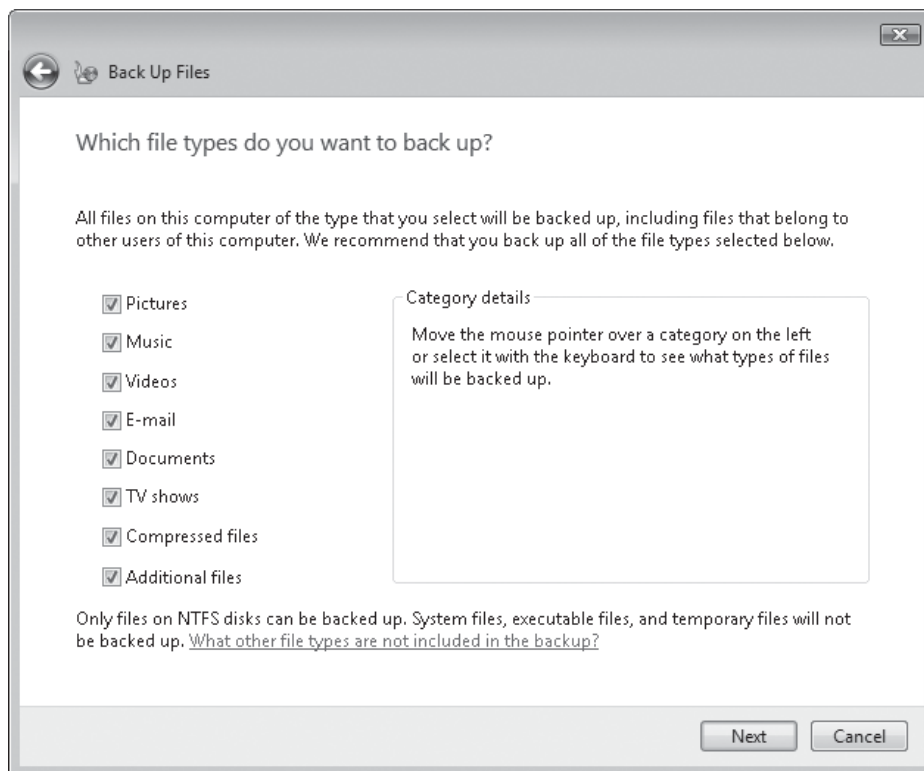 Back Up Files
Which file types do you want to back up?
All files on this computer of the type that you select will be backed up, including files that belong to
other users of this computer. We recommend that you back up all of the file types selected below.
Pictures
Music
Videos
E-mail
Documents
TV shows
Compressed files
Additional files
Category details
Move the mouse pointer over a category on the left
or select it with the keyboard to see what types of files
will be backed up.
Only files on NTFS disks can be backed up. System files, executable files, and temporary files will not
be backed up. What other file types are not included in the backup?
Next
Cancel